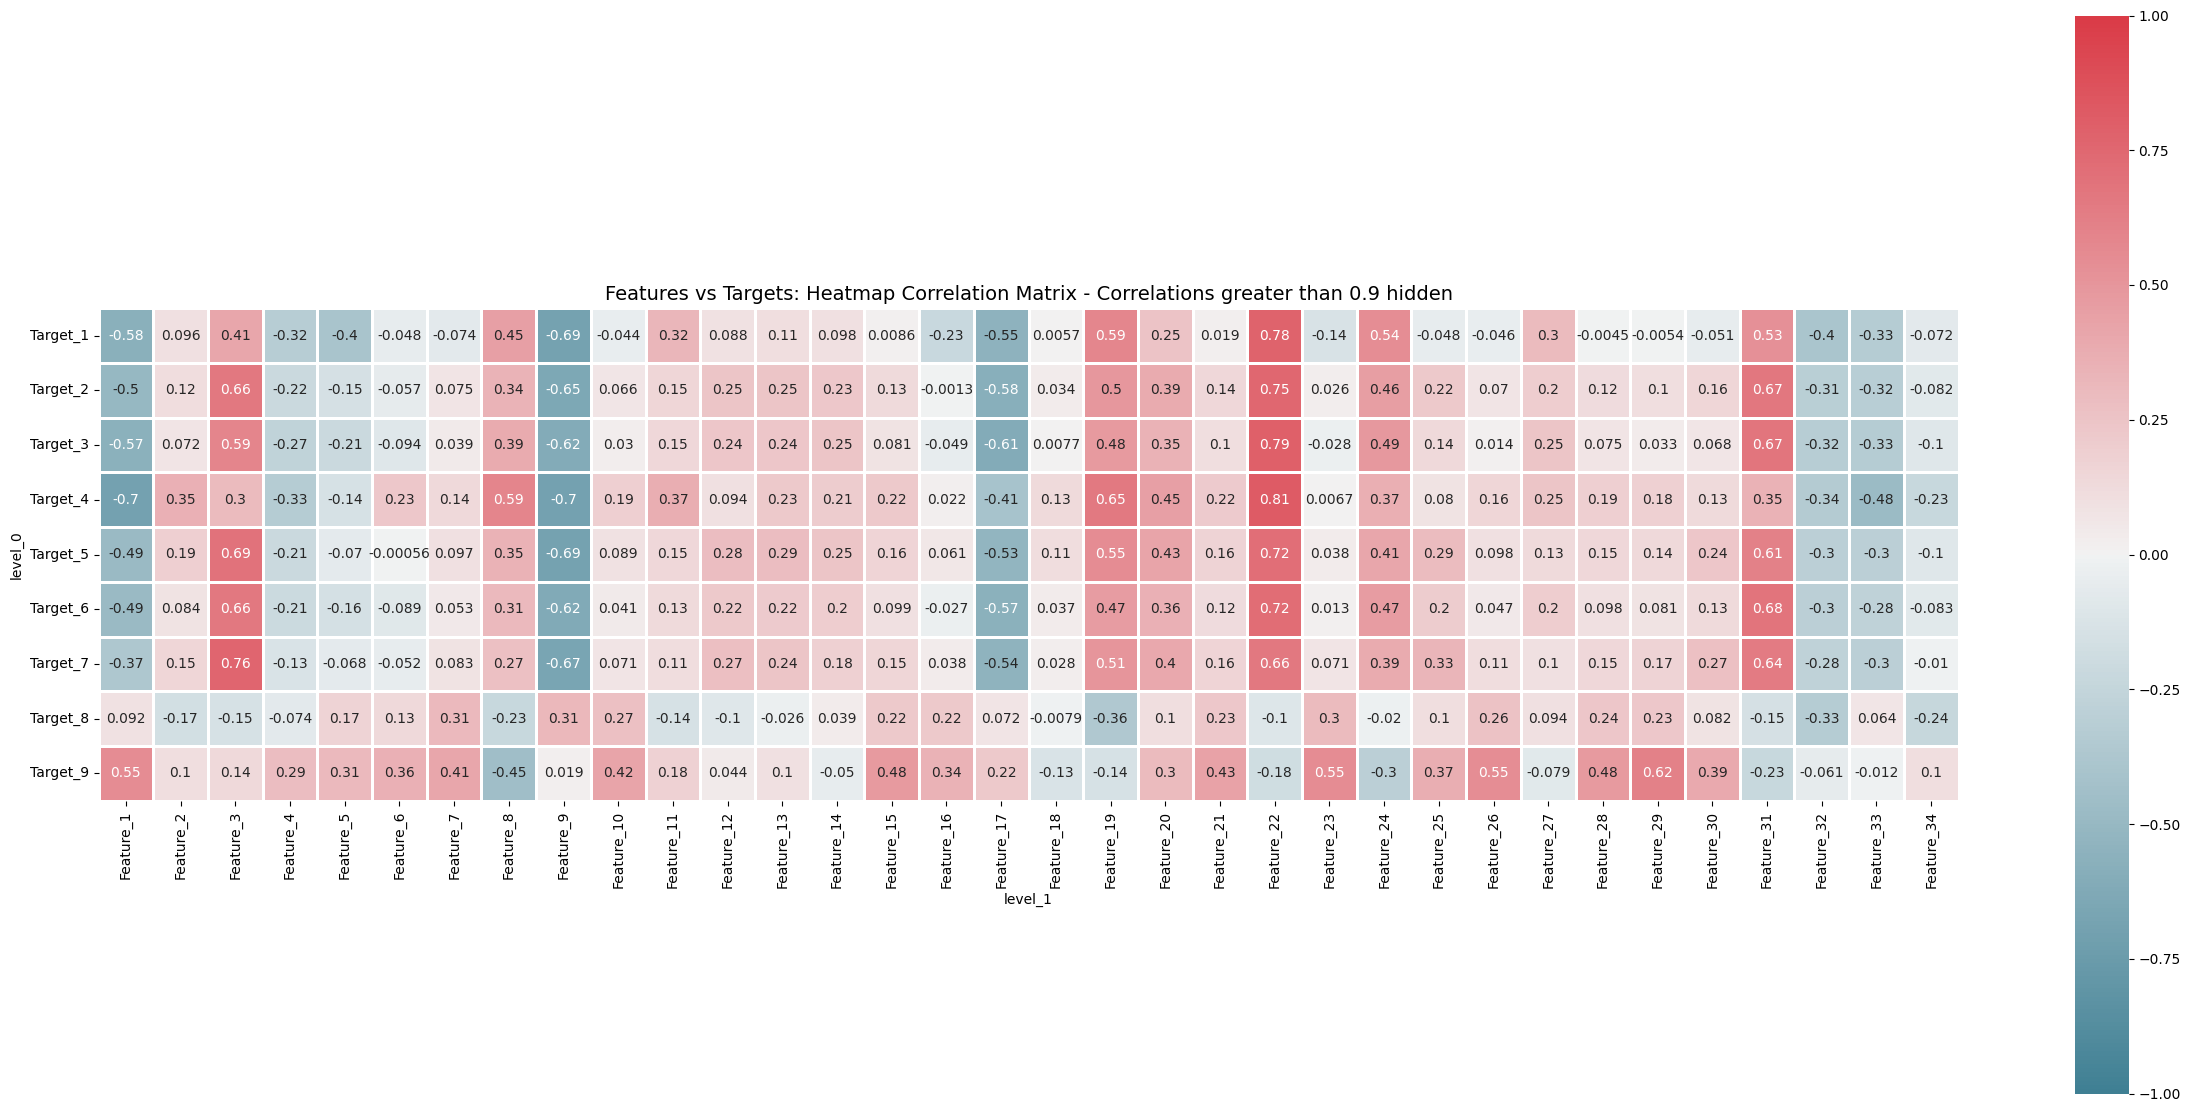 Features vs Targets: Heatmap Correlation Matrix - Correlations greater than 0.9 hidden
level_0
Target_1 -0.58 0.096 0.41 -0.32 -0.4 -0.048 -0.074 0.45 -0.69 -0.044 0.32 0.088 0.11 0.098 0.0086 -0.23 -0.55 0.0057 0.59 0.25 0.019 0.78 -0.14 0.54 -0.048 -0.046 0.3 -0.0045 -0.0054 -0.051 0.53 -0.4 -0.33 -0.072
Target_2 -0.5 0.12 0.66 -0.22 -0.15 -0.057 0.075 0.34 -0.65 0.066 0.15 0.25 0.25 0.23 0.13 -0.0013 -0.58 0.034 0.5 0.39 0.14 0.75 0.026 0.46 0.22 0.07 0.2 0.12 0.1 0.16 0.67 -0.31 -0.32 -0.082
Target_3 -0.57 0.072 0.59 -0.27 -0.21 -0.094 0.039 0.39 -0.62 0.03 0.15 0.24 0.24 0.25 0.081 -0.049 -0.61 0.0077 0.48 0.35 0.1 0.79 -0.028 0.49 0.14 0.014 0.25 0.075 0.033 0.068 0.67 -0.32 -0.33 -0.1
Target_4 -0.7 0.35 0.3 -0.33 -0.14 0.23 0.14 0.59 -0.7 0.19 0.37 0.094 0.23 0.21 0.22 0.022 -0.41 0.13 0.65 0.45 0.22 0.81 0.0067 0.37 0.08 0.16 0.25 0.19 0.18 0.13 0.35 -0.34 -0.48 -0.23
Target_5 -0.49 0.19 0.69 -0.21 -0.07 -0.00056 0.097 0.35 -0.69 0.089 0.15 0.28 0.29 0.25 0.16 0.061 -0.53 0.11 0.55 0.43 0.16 0.72 0.038 0.41 0.29 0.098 0.13 0.15 0.14 0.24 0.61 -0.3 -0.3 -0.1
Target_6 -0.49 0.084 0.66 -0.21 -0.16 -0.089 0.053 0.31 -0.62 0.041 0.13 0.22 0.22 0.2 0.099 -0.027 -0.57 0.037 0.47 0.36 0.12 0.72 0.013 0.47 0.2 0.047 0.2 0.098 0.081 0.13 0.68 -0.3 -0.28 -0.083
Target_7 -0.37 0.15 0.76 -0.13 -0.068 -0.052 0.083 0.27 -0.67 0.071 0.11 0.27 0.24 0.18 0.15 0.038 -0.54 0.028 0.51 0.4 0.16 0.66 0.071 0.39 0.33 0.11 0.1 0.15 0.17 0.27 0.64 -0.28 -0.3 -0.01
Target_8 0.092 -0.17 -0.15 -0.074 0.17 0.13 0.31 -0.23 0.31 0.27 -0.14 -0.1 -0.026 0.039 0.22 0.22 0.072 -0.0079 -0.36 0.1 0.23 -0.1 0.3 -0.02 0.1 0.26 0.094 0.24 0.23 0.082 -0.15 -0.33 0.064 -0.24
Target_9 0.55 0.1 0.14 0.29 0.31 0.36 0.41 -0.45 0.019 0.42 0.18 0.044 0.1 -0.05 0.48 0.34 0.22 -0.13 -0.14 0.3 0.43 -0.18 0.55 -0.3 0.37 0.55 -0.079 0.48 0.62 0.39 -0.23 -0.061 -0.012 0.1
Feature_1 Feature_2 Feature_3 Feature_4 Feature_5 Feature_6 Feature_7 Feature_8 Feature_9 Feature_10 Feature_11 Feature_12 Feature_13 Feature_14 Feature_15 Feature_16 Feature_17 Feature_18 Feature_19 Feature_20 Feature_21 Feature_22 Feature_23 Feature_24 Feature_25 Feature_26 Feature_27 Feature_28 Feature_29 Feature_30 Feature_31 Feature_32 Feature_33 Feature_34
level_1
1.00
0.75
0.50
0.25
0.00
−0.25
−0.50
−0.75
−1.00